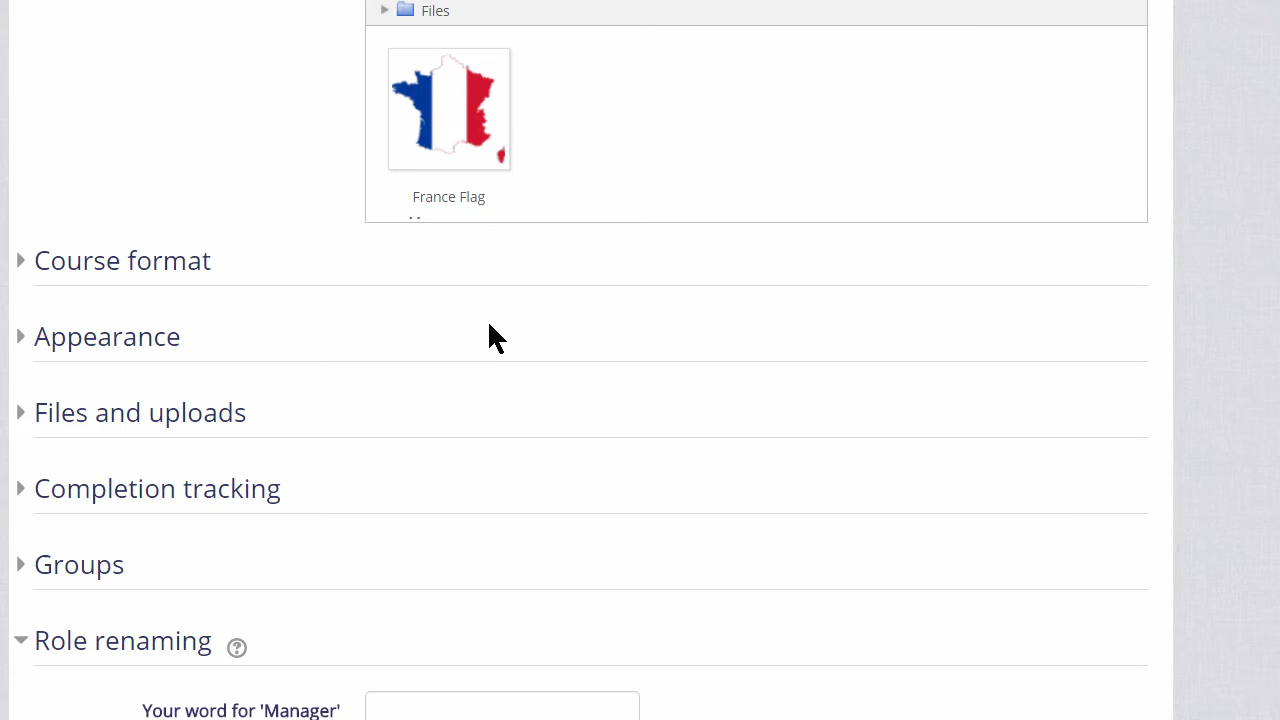 Files
France Flag
Course format
Appearance
Files and uploads
Completion tracking
Groups
Role renaming
Your word for 'Manager'